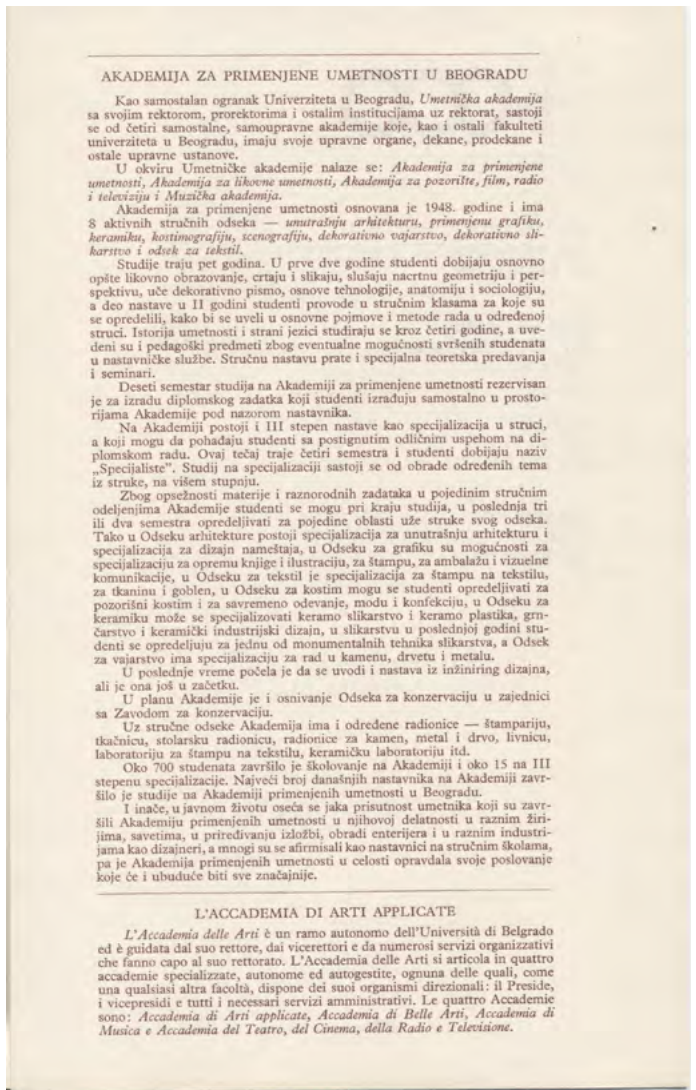 AKADEMIJA ZA PRIMENJENE UMETNOSTI U BEOGRADU
Kao samostalan ogranak Univerziteta u Beogradu, Umetnička akademija
sa svojim rektorom, prorektorima i ostalim institucijama uz rektorat, sastoji
se od četiri samostalne, samoupravne akademije koje, kao i ostali fakulteti
univerziteta u Beogradu, imaju svoje upravne organe, dekane, prodekane i
ostale upravne ustanove.
U okviru Umetničke akademije nalaze se: Akademija za primenjene
umetnosti, Akademija za likovne umetnosti, Akademija za pozorište, film, radio
i televiziju i Muzička akademija.
Akademija za primenjene umetnosti osnovana je 1948. godine i ima
8 aktivnih stručnih odseka — unutrašnju arhitekturu, primenjenu grafiku,
keramiku, kostimografiju, scenografiju, dekorativno vajarstvo, dekorativno sli-
karstvo i odsek za tekstil.
Studije traju pet godina. U prve dve godine studenti dobijaju osnovno
opšte likovno obrazovanje, crtaju i slikaju, slušaju nacrtnu geometriju i per-
spektivu, uče dekorativno pismo, osnove tehnologije, anatomiju i sociologiju,
a deo nastave u II godini studenti provode u stručnim klasama za koje su
se opredelili, kako bi se uveli u osnovne pojmove i metode rada u određenoj
struci. Istorija umetnosti i strani jezici studiraju se kroz četiri godine, a uve-
deni su i pedagoški predmeti zbog eventualne mogućnosti svršenih studenata
u nastavničke službe. Stručnu nastavu prate i specijalna teoretska predavanja
i seminari.
Deseti semestar studija na Akademiji za primenjene umetnosti rezervisan
je za izradu diplomskog zadatka koji studenti izrađuju samostalno u prosto-
rijama Akademije pod nazorom nastavnika.
Na Akademiji postoji i III stepen nastave kao specijalizacija u struci,
a koji mogu da pohađaju studenti sa postignutim odličnim uspehom na di-
plomskom radu. Ovaj tečaj traje četiri semestra i studenti dobijaju naziv
„Specijaliste”. Studij na specijalizaciji sastoji se od obrade određenih tema
iz struke, na višem stupnju.
Zbog opsežnosti materije i raznorodnih zadataka u pojedinim stručnim
odeljenjima Akademije studenti se mogu pri kraju studija, u poslednja tri
ili dva semestra opredeljivati za pojedine oblasti uže struke svog odseka.
Tako u Odseku arhitekture postoji specijalizacija za unutrašnju arhitekturu i
specijalizacija za dizajn nameštaja, u Odseku za grafiku su mogućnosti za
specijalizaciju za opremu knjige i ilustraciju, za štampu, za ambalažu i vizuelne
komunikacije, u Odseku za tekstil je specijalizacija za štampu na tekstilu,
za tkaninu i goblen, u Odseku za kostim mogu se studenti opredeljivati za
pozorišni kostim i za savremeno odevanje, modu i konfekciju, u Odseku za
keramiku može se specijalizovati keramo slikarstvo i keramo plastika, grn-
čarstvo i keramički industrijski dizajn, u slikarstvu u poslednjoj godini stu-
denti se opredeljuju za jednu od monumentalnih tehnika slikarstva, a Odsek
za vajarstvo ima specijalizaciju za rad u kamenu, drvetu i metalu.
U poslednje vreme počela je da se uvodi i nastava iz inžiniring dizajna,
ali je ona još u začetku.
U planu Akademije je i osnivanje Odseka za konzervaciju u zajednici
sa Zavodom za konzervaciju.
Uz stručne odseke Akademija ima i određene radionice — štampariju,
tkačnicu, stolarsku radionicu, radionice za kamen, metal i drvo, livnicu,
laboratoriju za štampu na tekstilu, keramičku laboratoriju itd.
Oko 700 studenata završilo je školovanje na Akademiji i oko 15 na III
stepenu specijalizacije. Najveći broj današnjih nastavnika na Akademiji zavr-
šilo je studije na Akademiji primenjenih umetnosti u Beogradu.
I inače, u javnom životu oseća se jaka prisutnost umetnika koji su zavr-
šili Akademiju primenjenih umetnosti u njihovoj delatnosti u raznim žiri-
jima, savetima, u priređivanju izložbi, obradi enterijera i u raznim industri-
jama kao dizajneri, a mnogi su se afirmisali kao nastavnici na stručnim školama,
pa je Akademija primenjenih umetnosti u celosti opravdala svoje poslovanje
koje će i ubuduće biti sve značajnije.
L'ACCADEMIA DI ARTI APPLICATE
L'Accademia delle Arti è un ramo autonomo dell'Università di Belgrado
ed è guidata dal suo rettore, dai vicerettori e da numerosi servizi organizzativi
che fanno capo al suo rettorato. L'Accademia delle Arti si articola in quattro
accademie specializzate, autonome ed autogestite, ognuna delle quali, come
una qualsiasi altra facoltà, dispone dei suoi organismi direzionali: il Preside,
i vicepresidi e tutti i necessari servizi amministrativi. Le quattro Accademie
sono: Accademia di Arti applicate, Accademia di Belle Arti, Accademia di
Musica e Accademia del Teatro, del Cinema, della Radio e Televisione.